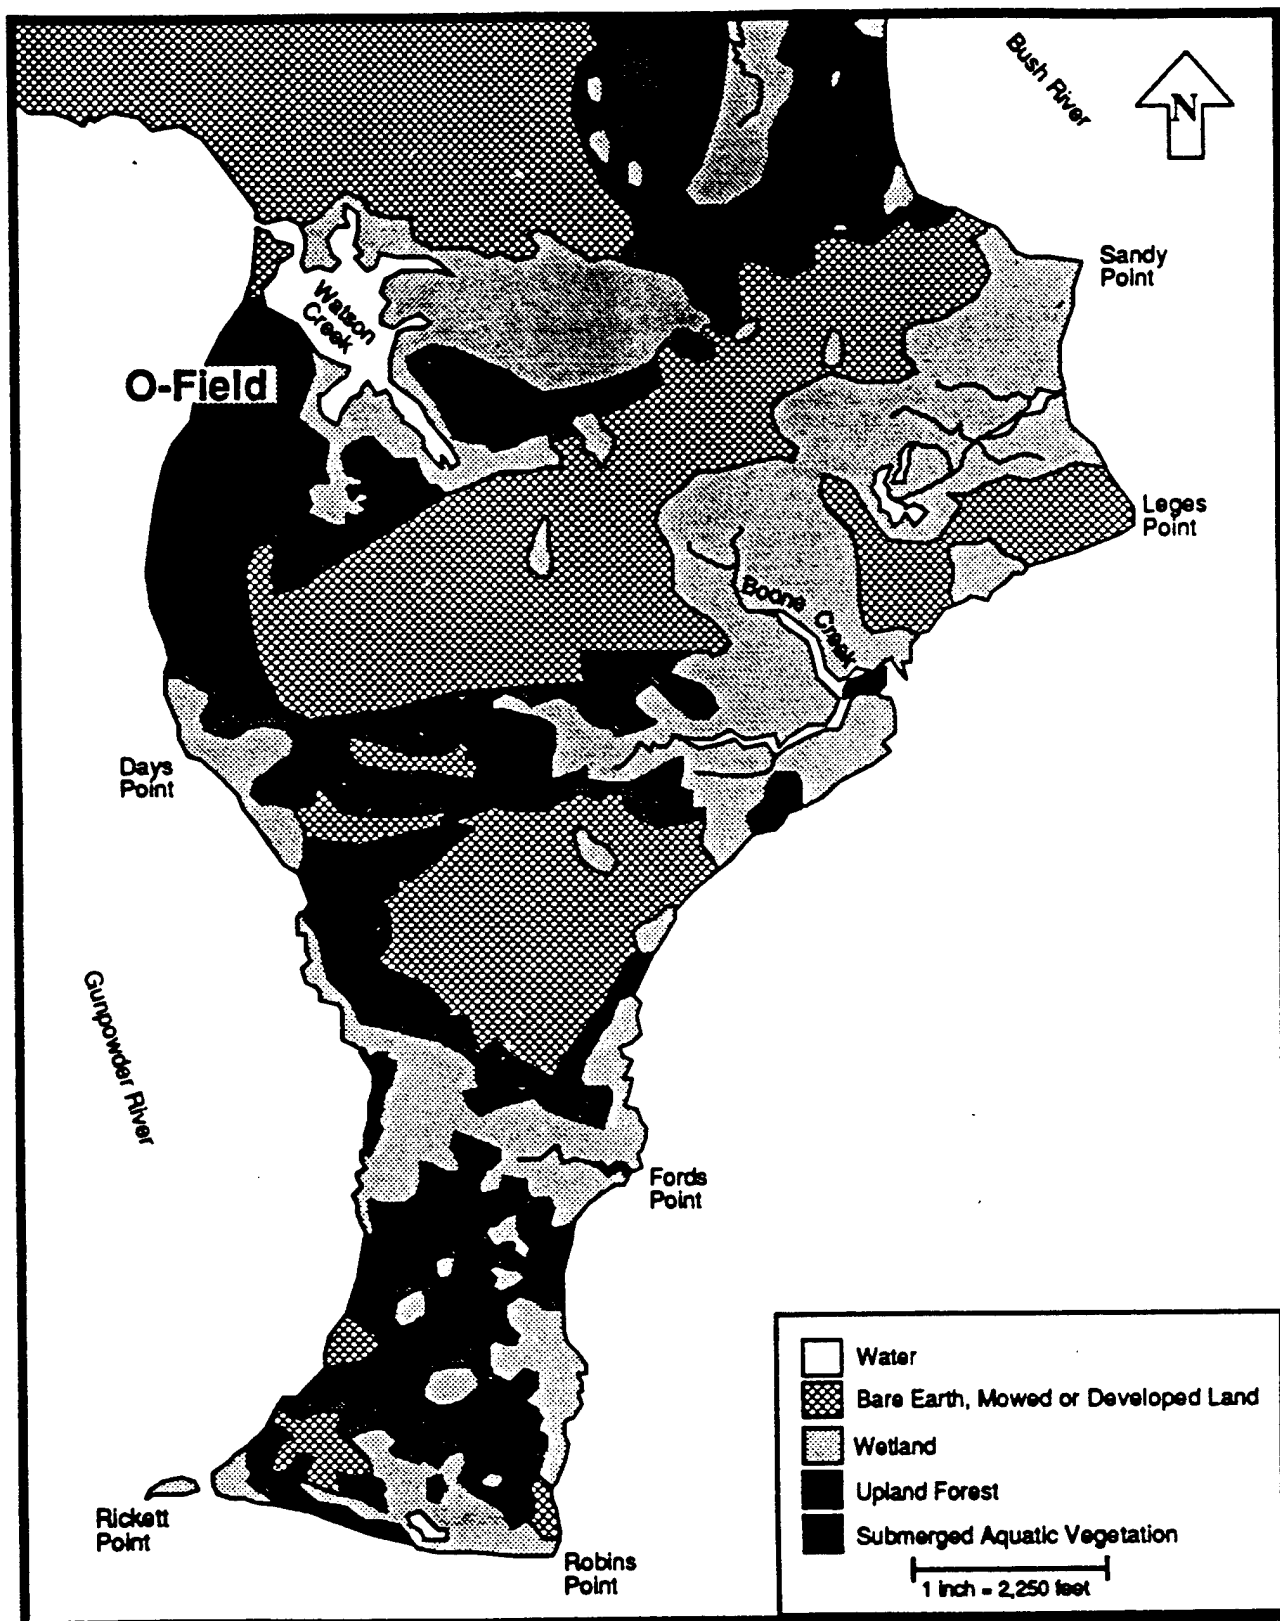 Bush River
N
Sandy
Point
Watson
Creek
O-Field
Leges
Point
Boone Creek
Days
Point
Gunpowder River
Fords
Point
Water
Bare Earth, Mowed or Developed Land
Wetland
Upland Forest
Submerged Aquatic Vegetation
1 inch = 2,250 feet
Rickett
Point
Robins
Point